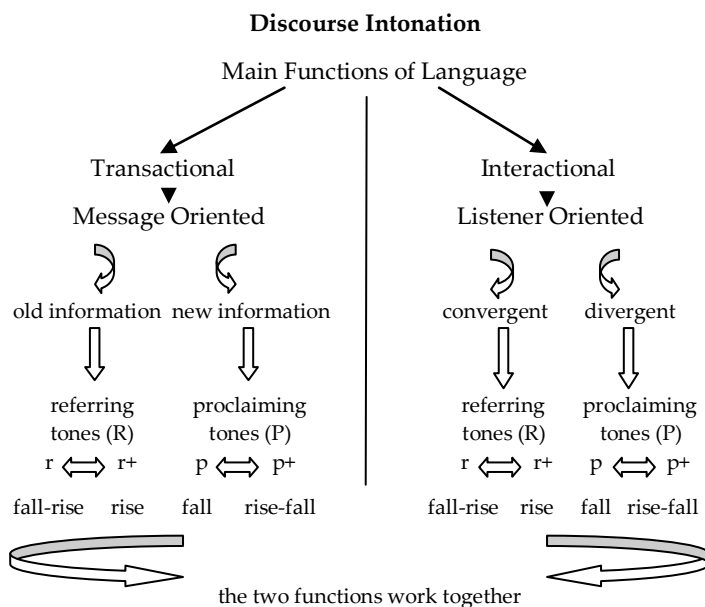 Discourse Intonation
Main Functions of Language
Transactional Interactional
Message Oriented Listener Oriented
old information new information convergent divergent
referring proclaiming referring proclaiming
tones (R) tones (P) tones (R) tones (P)
r r+ p p+ r r+ p p+
fall-rise rise fall rise-fall fall-rise rise fall rise-fall
the two functions work together